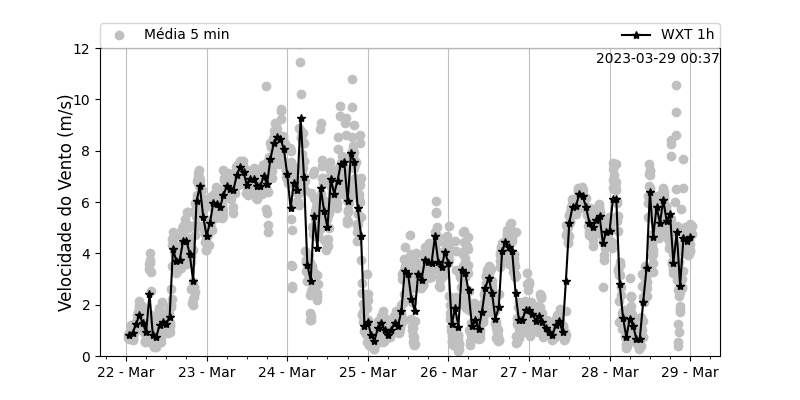 Média 5 min
WXT 1h
2023-03-29 00:37
Velocidade do Vento (m/s)
12
10
8
6
4
2
0
22 - Mar 23 - Mar 24 - Mar 25 - Mar 26 - Mar 27 - Mar 28 - Mar 29 - Mar